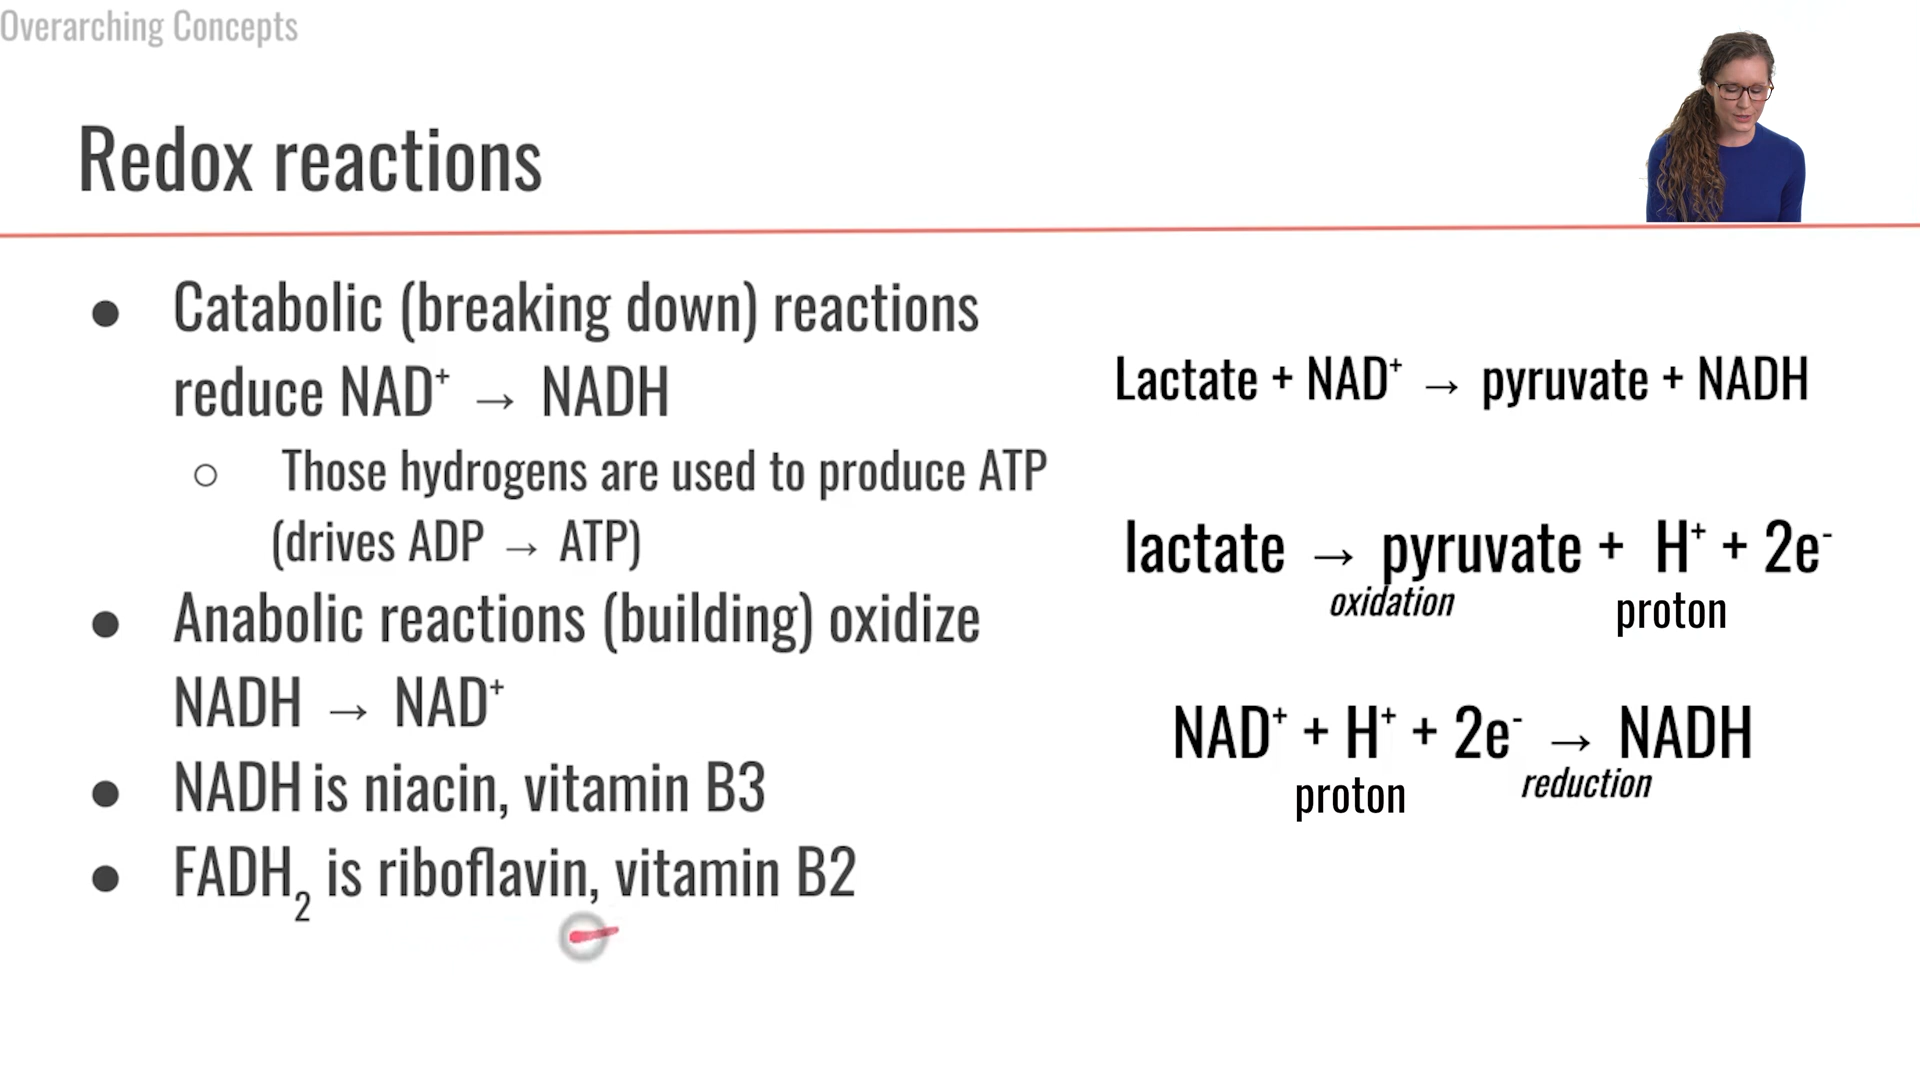 Overarching Concepts
Redox reactions
● Catabolic (breaking down) reactions
reduce NAD⁺ → NADH
○ Those hydrogens are used to produce ATP
(drives ADP → ATP)
● Anabolic reactions (building) oxidize
NADH → NAD⁺
● NADH is niacin, vitamin B3
● FADH₂ is riboflavin, vitamin B2
Lactate + NAD⁺ → pyruvate + NADH
lactate → pyruvate + H⁺ + 2e⁻
oxidation proton
NAD⁺ + H⁺ + 2e⁻ → NADH
proton reduction